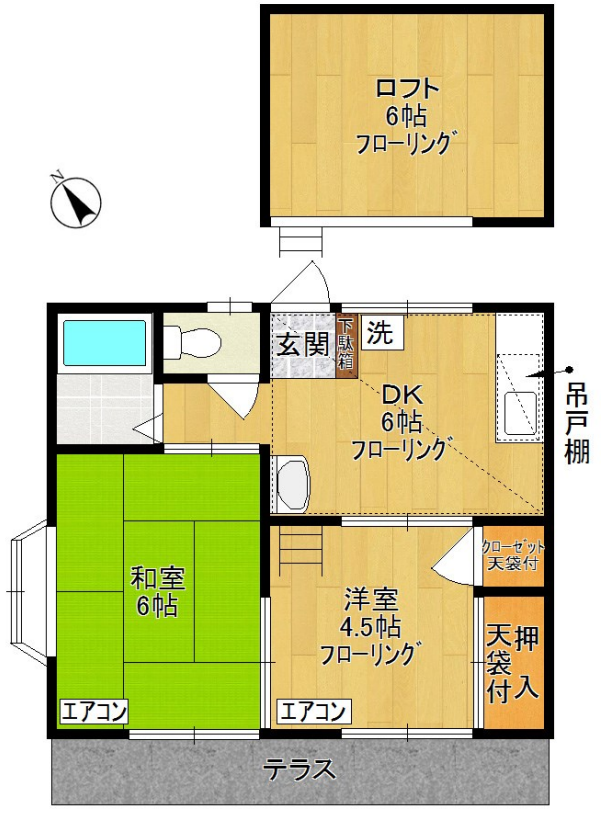 ロフト
6帖
フローリング
N
玄関
下駄箱
洗
DK
6帖
フローリング
吊戸棚
クローゼット
天袋付
和室
6帖
洋室
4.5帖
フローリング
押入
天袋付
エアコン
エアコン
テラス